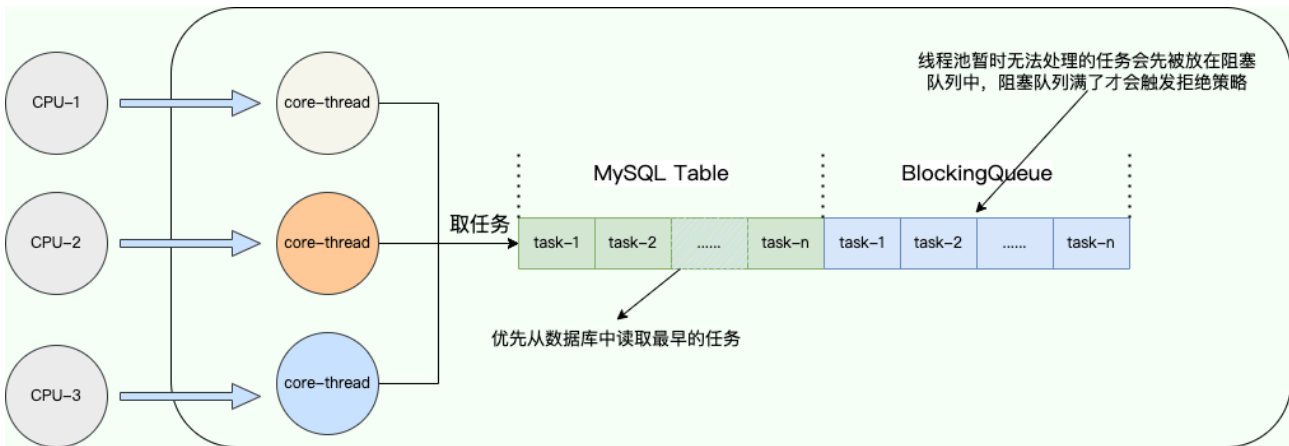 线程池暂时无法处理的任务会先被放在阻塞
队列中，阻塞队列满了才会触发拒绝策略
CPU-1
core-thread
MySQL Table
BlockingQueue
CPU-2
core-thread
取任务
task-1
task-2
......
task-n
task-1
task-2
......
task-n
优先从数据库中读取最早的任务
CPU-3
core-thread